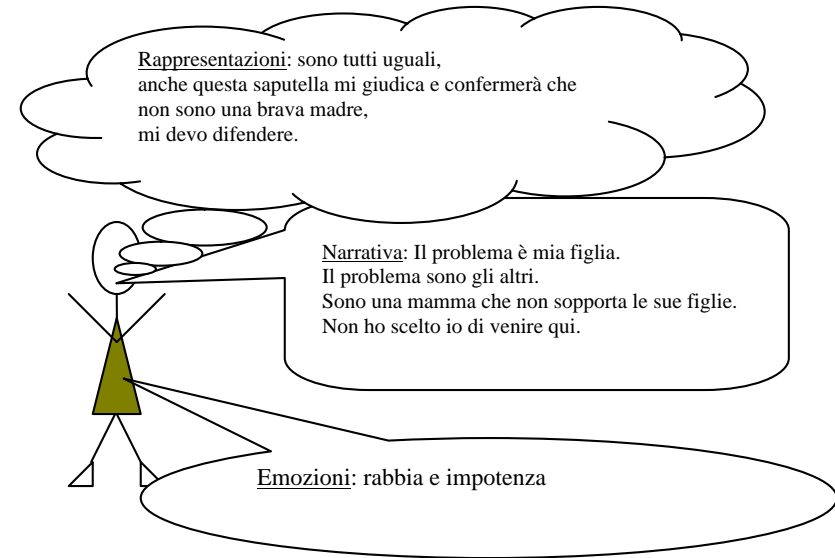 Rappresentazioni: sono tutti uguali,
anche questa saputella mi giudica e confermerà che
non sono una brava madre,
mi devo difendere.
Narrativa: Il problema è mia figlia.
Il problema sono gli altri.
Sono una mamma che non sopporta le sue figlie.
Non ho scelto io di venire qui.
Emozioni: rabbia e impotenza